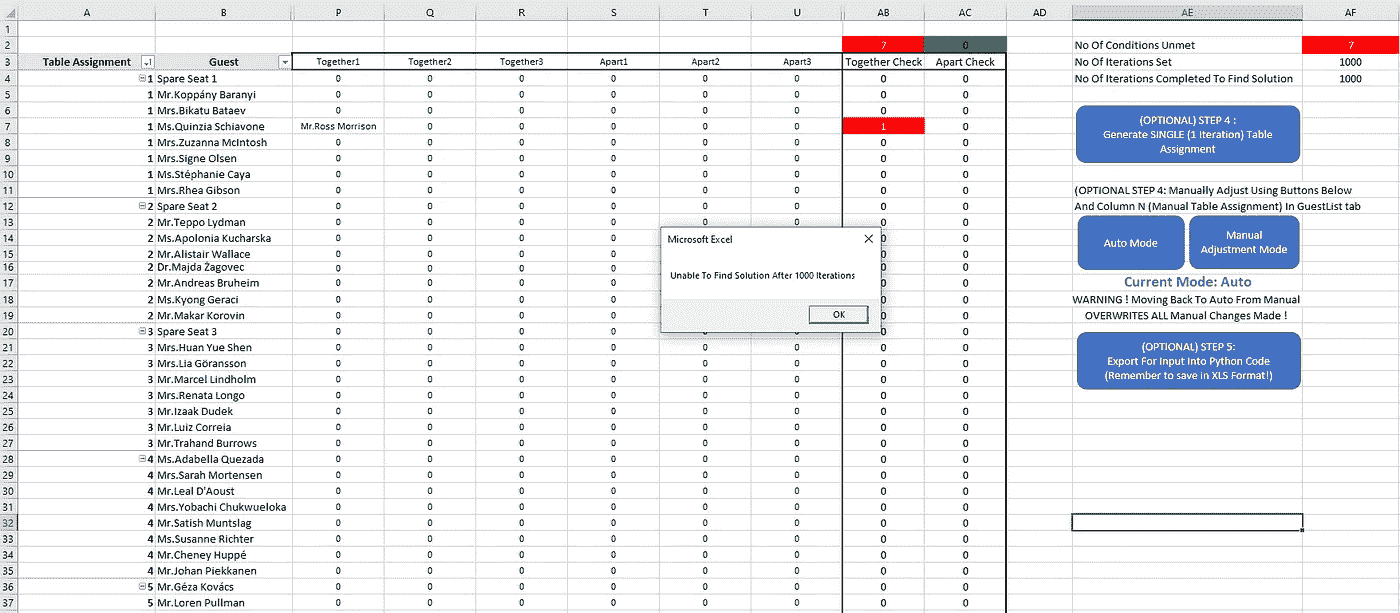 A B P Q R S T U AB AC AD AE AF
1
2 7 0 No Of Conditions Unmet 7
3 Table Assignment Guest Together1 Together2 Together3 Apart1 Apart2 Apart3 Together Check Apart Check No Of Iterations Set 1000
4 1 Spare Seat 1 0 0 0 0 0 0 0 0 No Of Iterations Completed To Find Solution 1000
5 1 Mr.Koppány Baranyi 0 0 0 0 0 0 0 0
6 1 Mrs.Bikatu Bataev 0 0 0 0 0 0 0 0
7 1 Ms.Quinzia Schiavone Mr.Ross Morrison 0 0 0 0 0 1 0
8 1 Mrs.Zuzanna McIntosh 0 0 0 0 0 0 0 0
9 1 Mrs.Signe Olsen 0 0 0 0 0 0 0 0
10 1 Ms.Stéphanie Caya 0 0 0 0 0 0 0 0
11 1 Mrs.Rhea Gibson 0 0 0 0 0 0 0 0
12 2 Spare Seat 2 0 0 0 0 0 0 0 0
13 2 Mr.Teppo Lydman 0 0 0 0 0 0 0 0
14 2 Ms.Apolonia Kucharska 0 0 0 0 0 0
15 2 Mr.Alistair Wallace 0 0 0 0 0 0
16 2 Dr.Majda Żagovec 0 0 0 0 0 0
17 2 Mr.Andreas Bruheim 0 0 0 0 0 0
18 2 Ms.Kyong Geraci 0 0 0 0 0 0
19 2 Mr.Makar Korovin 0 0 0 0 0 0
20 3 Spare Seat 3 0 0 0 0 0 0 0 0
21 3 Mrs.Huan Yue Shen 0 0 0 0 0 0 0 0
22 3 Mrs.Lia Göransson 0 0 0 0 0 0 0 0
23 3 Mr.Marcel Lindholm 0 0 0 0 0 0 0 0
24 3 Mrs.Renata Longo 0 0 0 0 0 0 0 0
25 3 Mr.Izaak Dudek 0 0 0 0 0 0 0 0
26 3 Mr.Luiz Correia 0 0 0 0 0 0 0 0
27 3 Mr.Trahand Burrows 0 0 0 0 0 0 0 0
28 4 Ms.Adabella Quezada 0 0 0 0 0 0 0 0
29 4 Mrs.Sarah Mortensen 0 0 0 0 0 0 0 0
30 4 Mr.Leal D'Aoust 0 0 0 0 0 0 0 0
31 4 Mrs.Yobachi Chukwueloka 0 0 0 0 0 0 0 0
32 4 Mr.Satish Muntslag 0 0 0 0 0 0 0 0
33 4 Ms.Susanne Richter 0 0 0 0 0 0 0 0
34 4 Mr.Cheney Huppé 0 0 0 0 0 0 0 0
35 4 Mr.Johan Piekkanen 0 0 0 0 0 0 0 0
36 5 Mr.Géza Kovács 0 0 0 0 0 0 0 0
37 5 Mr.Loren Pullman 0 0 0 0 0 0 0 0
Microsoft Excel
Unable To Find Solution After 1000 Iterations
OK
(OPTIONAL) STEP 4 :
Generate SINGLE (1 Iteration) Table
Assignment
(OPTIONAL STEP 4: Manually Adjust Using Buttons Below
And Column N (Manual Table Assignment) In GuestList tab
Auto Mode
Manual
Adjustment Mode
Current Mode: Auto
WARNING ! Moving Back To Auto From Manual
OVERWRITES ALL Manual Changes Made !
(OPTIONAL) STEP 5:
Export For Input Into Python Code
(Remember to save in XLS Format!)